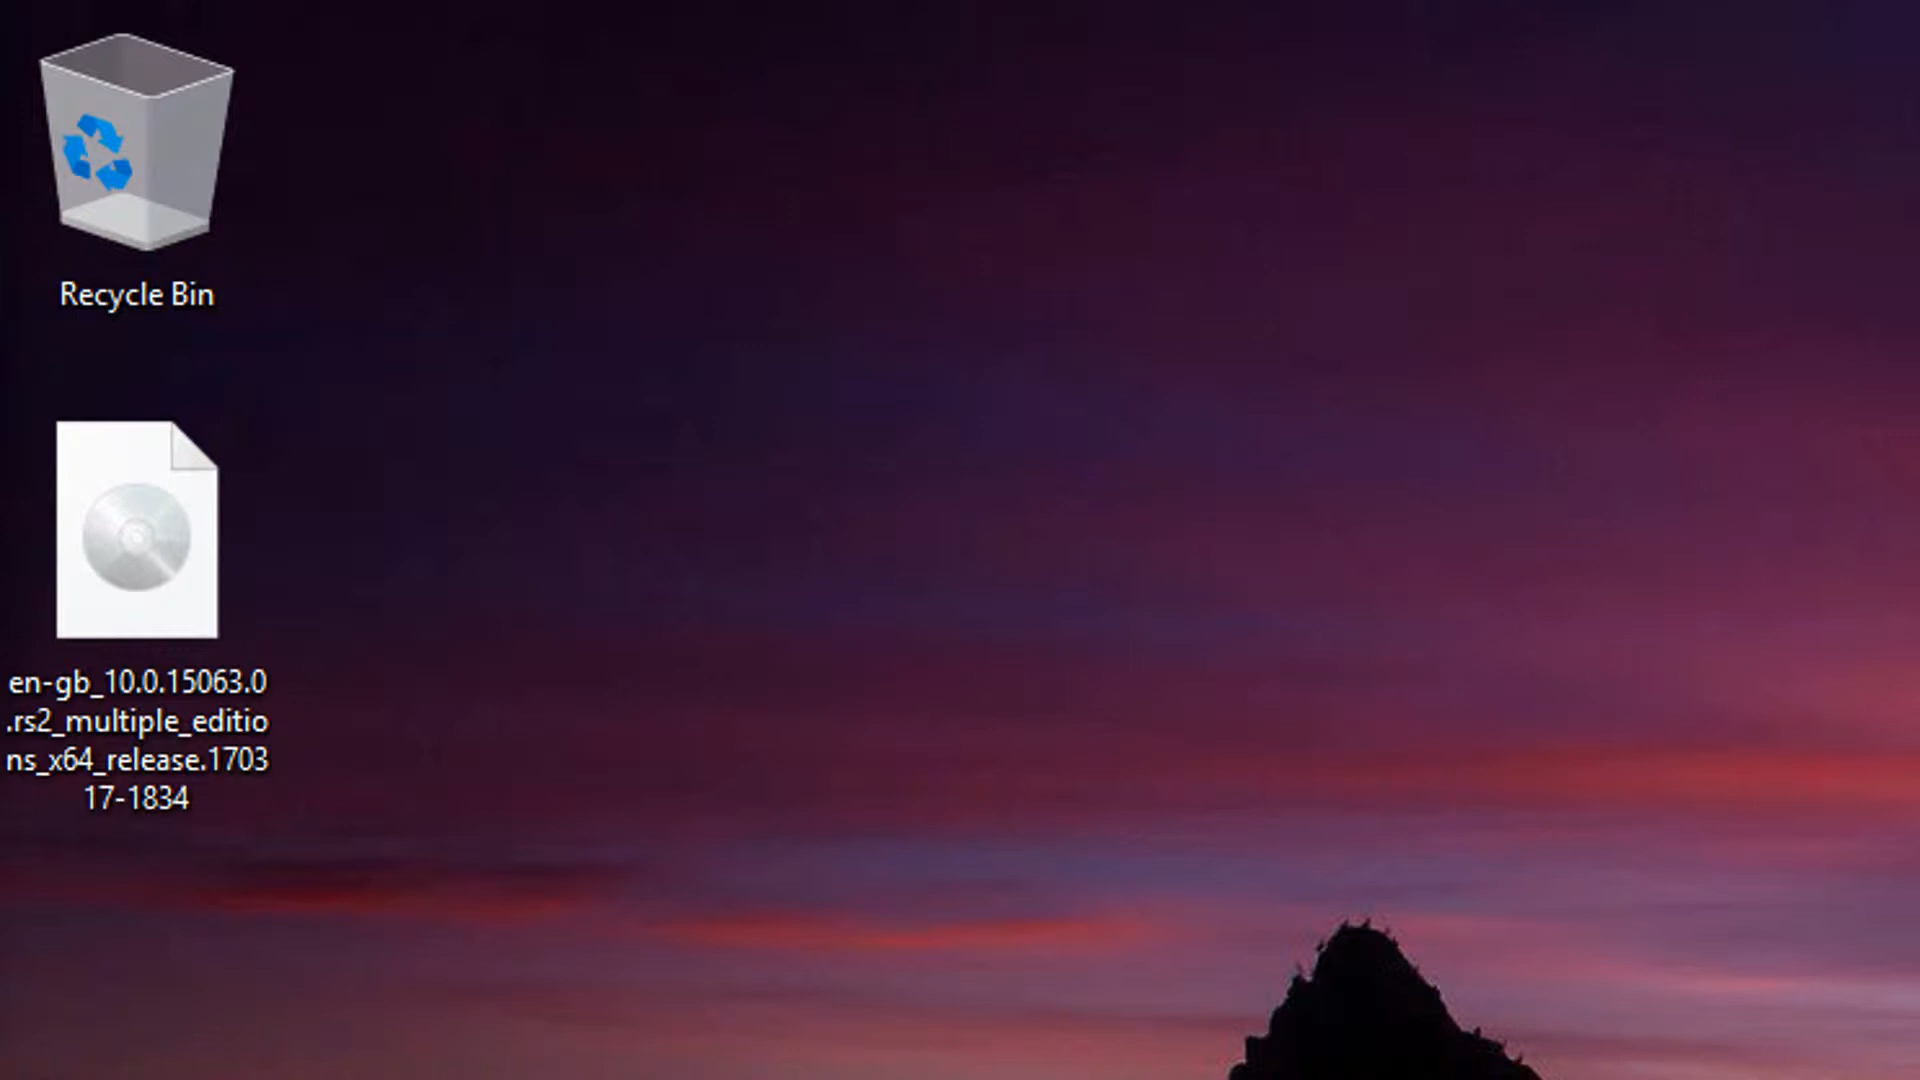 Recycle Bin
en-gb_10.0.15063.0
.rs2_multiple_editio
ns_x64_release.1703
17-1834